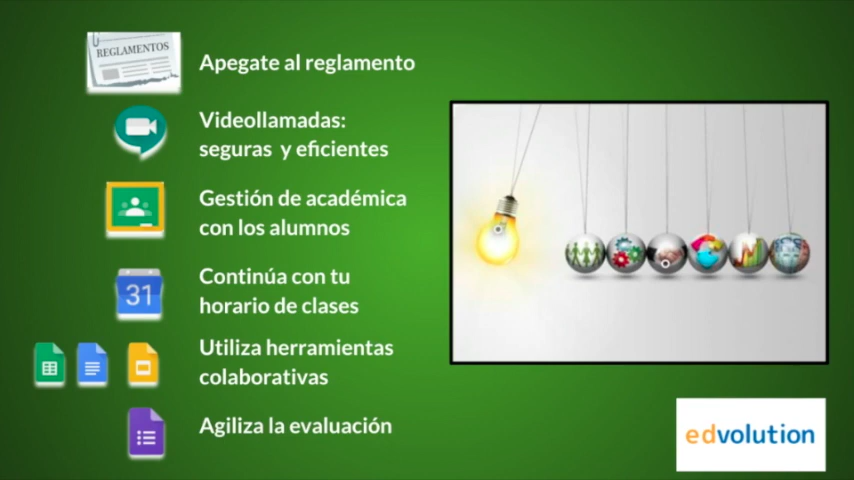 REGLAMENTOS
Apegate al reglamento
Videollamadas:
seguras y eficientes
Gestión de académica
con los alumnos
31
Continúa con tu
horario de clases
Utiliza herramientas
colaborativas
Agiliza la evaluación
edvolution